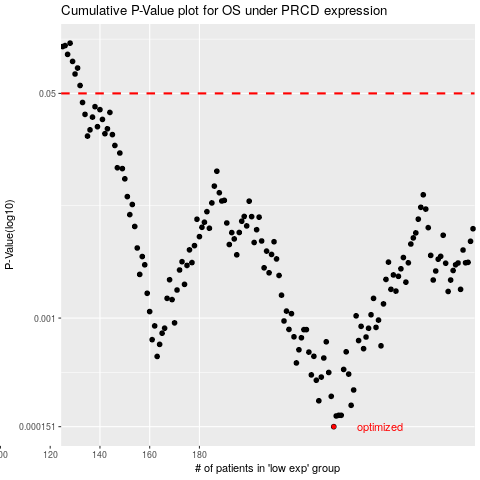 Cumulative P-Value plot for OS under PRCD expression
P-Value(log10)
0.05
0.001
0.000151
optimized
00 120 140 160 180
# of patients in 'low exp' group